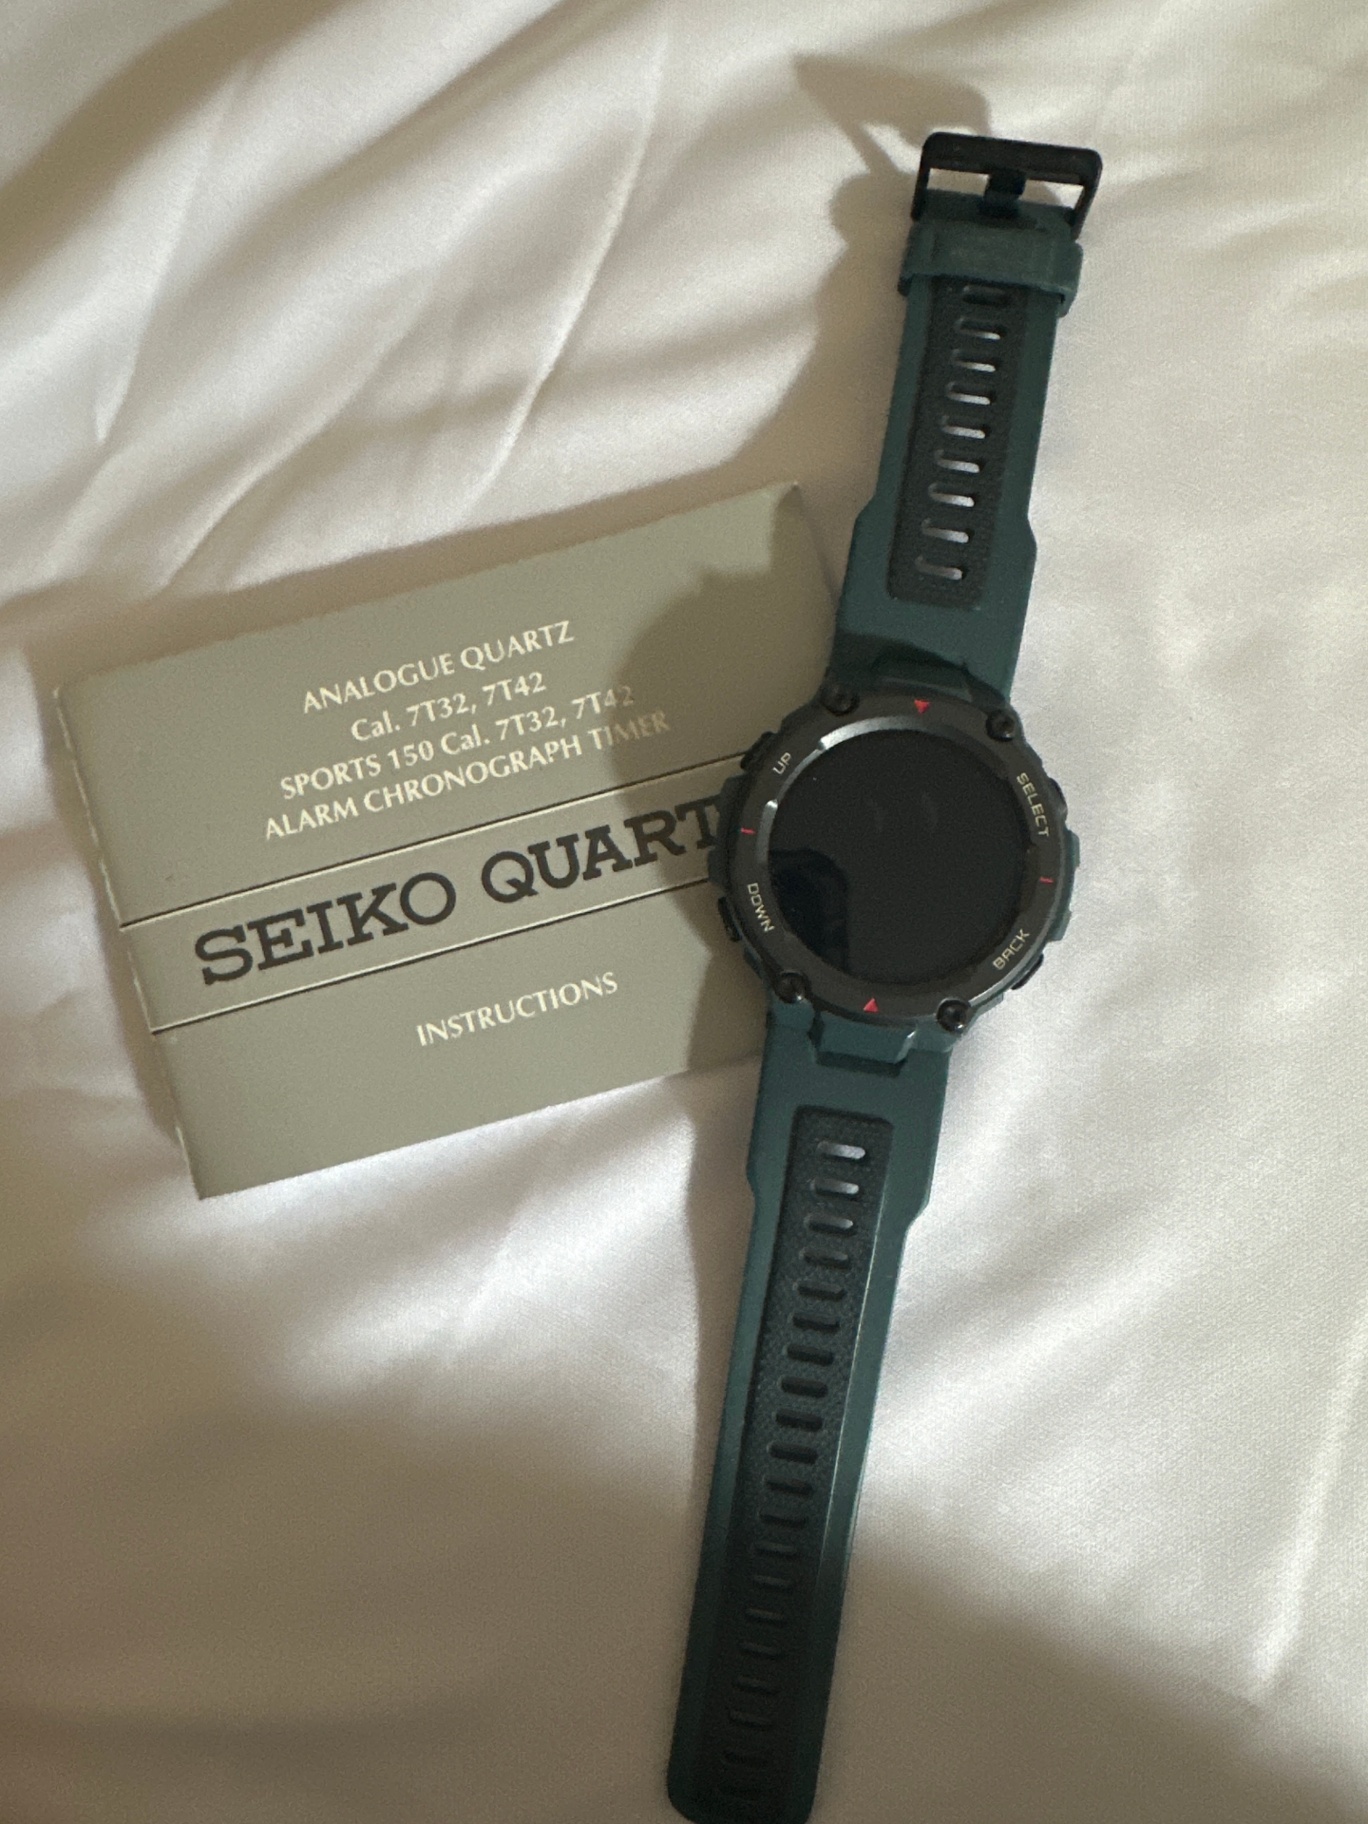 ANALOGUE QUARTZ
Cal. 7T32, 7T42
SPORTS 150 Cal. 7T32, 7T42
ALARM CHRONOGRAPH TIMER
SEIKO QUART
INSTRUCTIONS
UP
SELECT
DOWN
BACK